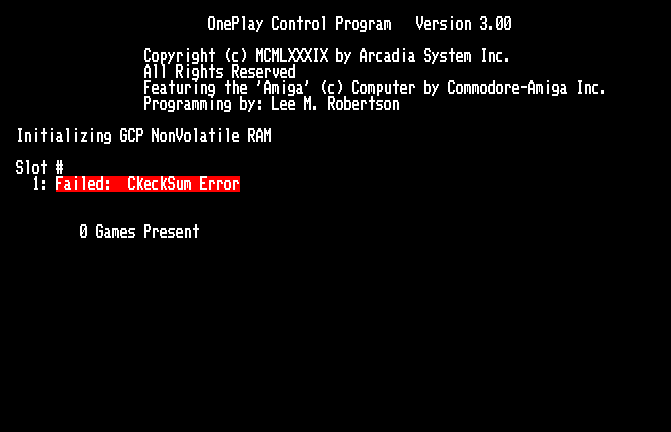 OnePlay Control Program Version 3.00
Copyright (c) MCMLXXXIX by Arcadia System Inc.
All Rights Reserved
Featuring the 'Amiga' (c) Computer by Commodore-Amiga Inc.
Programming by: Lee M. Robertson
Initializing GCP NonVolatile RAM
Slot #
1: Failed: CKecKSum Error
0 Games Present